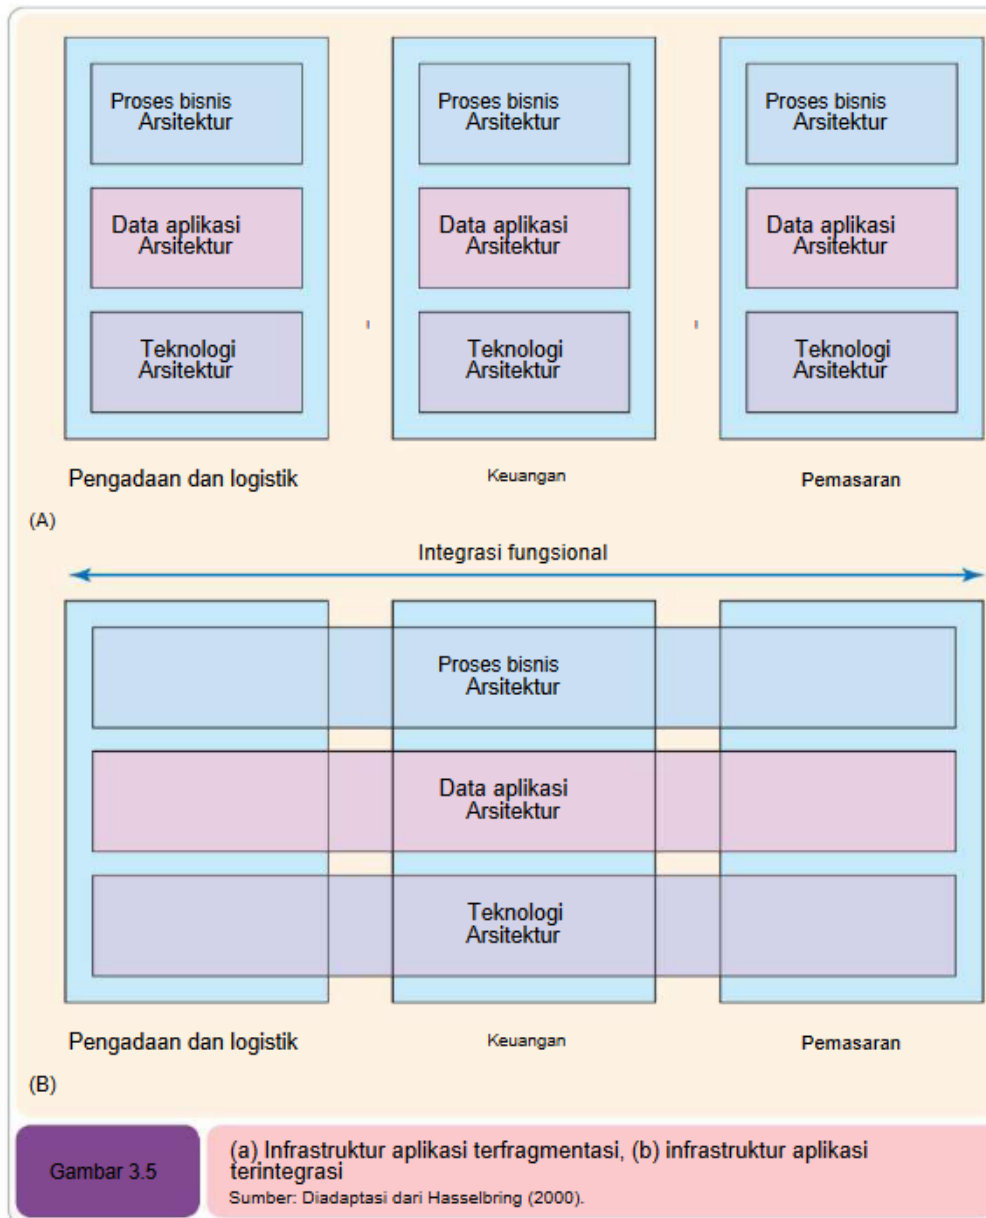 Proses bisnis
Arsitektur
Proses bisnis
Arsitektur
Proses bisnis
Arsitektur
Data aplikasi
Arsitektur
Data aplikasi
Arsitektur
Data aplikasi
Arsitektur
Teknologi
Arsitektur
Teknologi
Arsitektur
Teknologi
Arsitektur
Pengadaan dan logistik
Keuangan
Pemasaran
(A)
Integrasi fungsional
Proses bisnis
Arsitektur
Data aplikasi
Arsitektur
Teknologi
Arsitektur
Pengadaan dan logistik
Keuangan
Pemasaran
(B)
Gambar 3.5
(a) Infrastruktur aplikasi terfragmentasi, (b) infrastruktur aplikasi
terintegrasi
Sumber: Diadaptasi dari Hasselbring (2000).